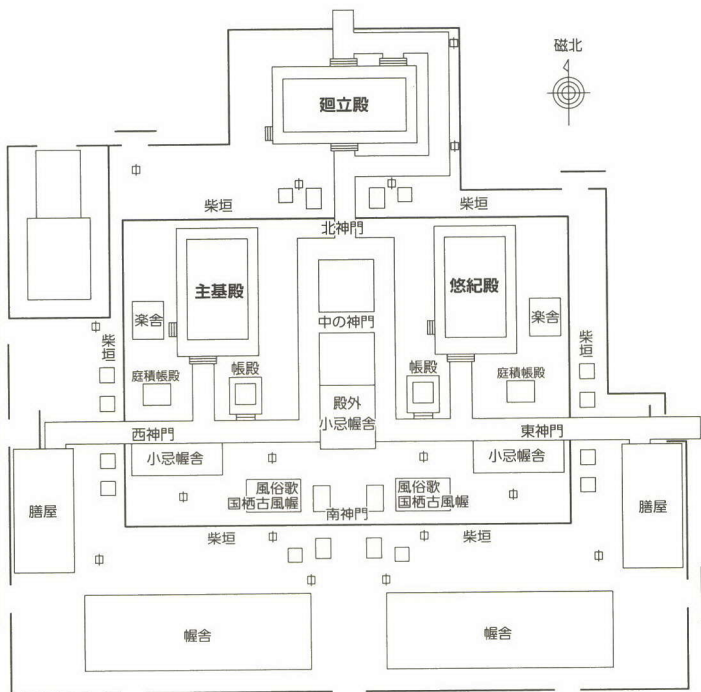 磁北
廻立殿
柴垣
柴垣
北神門
主基殿
悠紀殿
楽舎
楽舎
中の神門
柴垣
柴垣
庭積帳殿
帳殿
帳殿
庭積帳殿
殿外
小忌幄舎
西神門
東神門
小忌幄舎
小忌幄舎
膳屋
膳屋
風俗歌
国栖古風幄
風俗歌
国栖古風幄
南神門
柴垣
柴垣
幄舎
幄舎